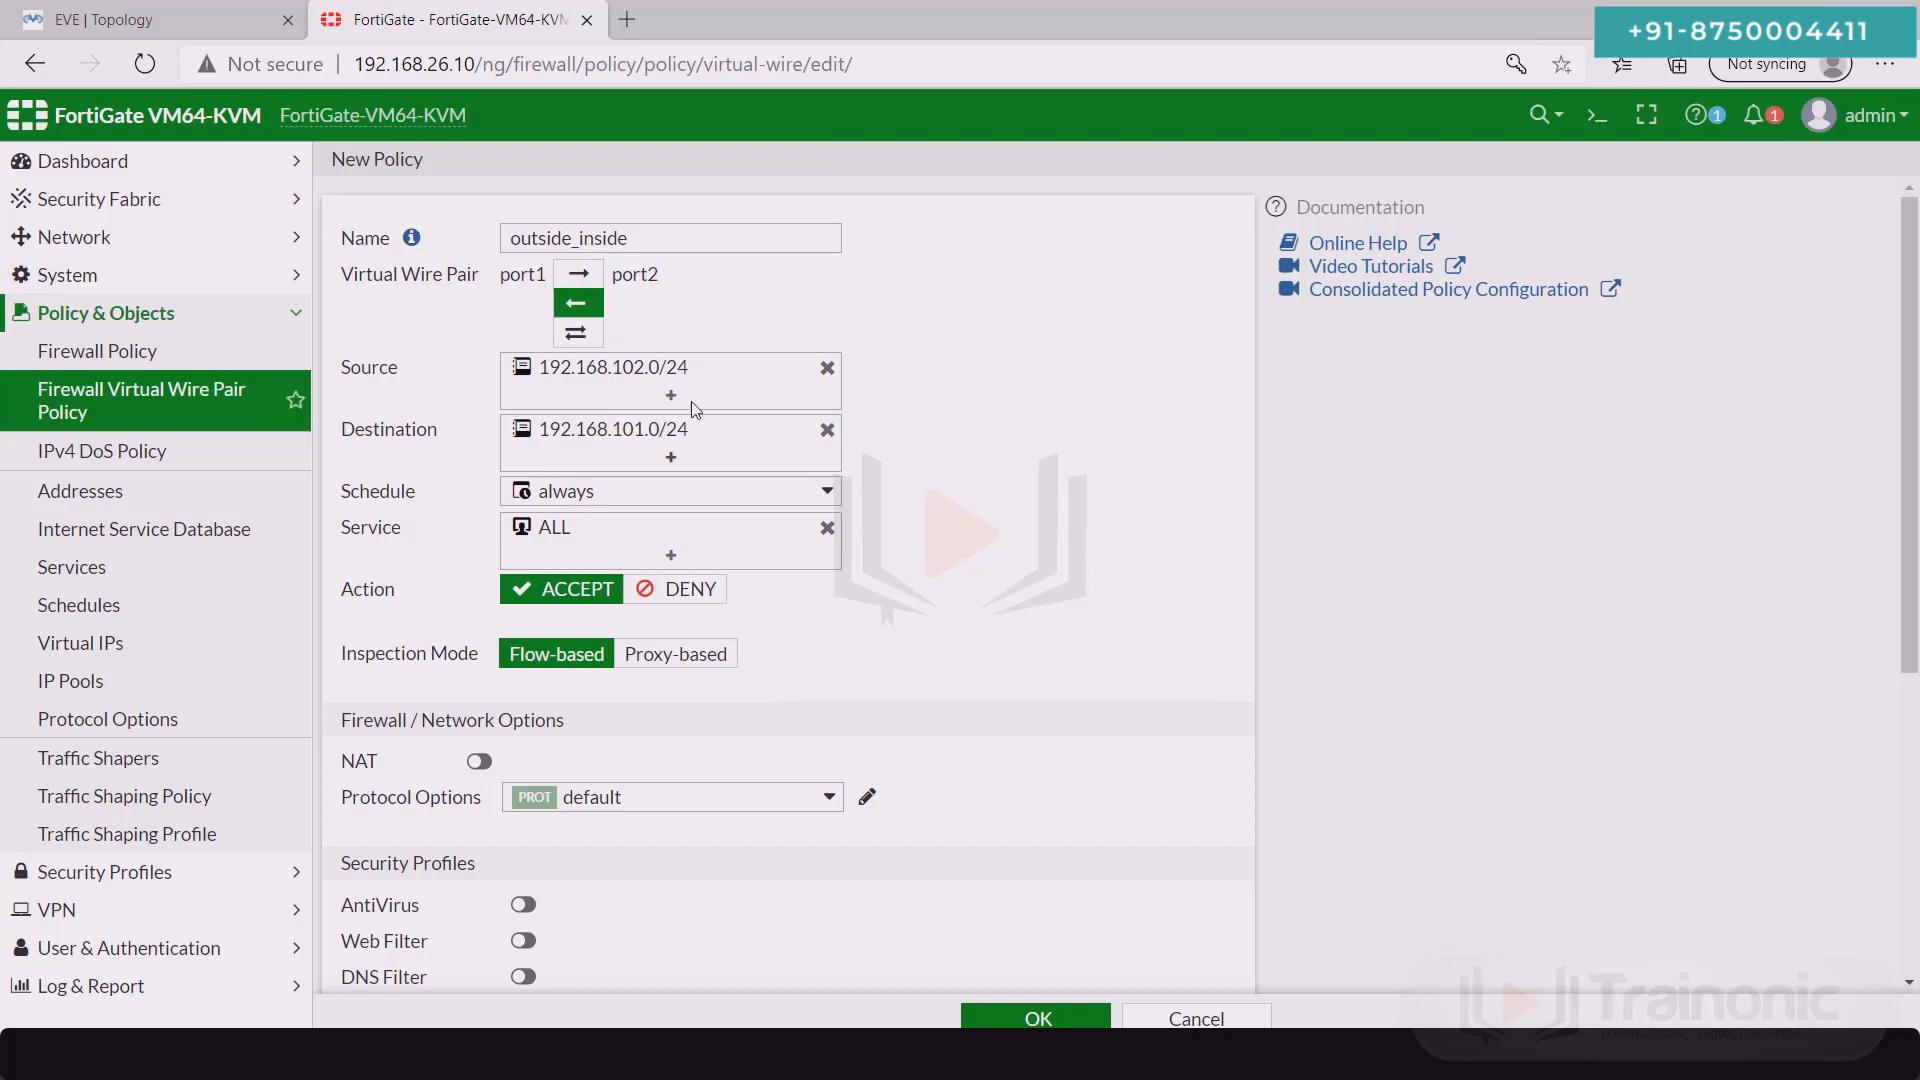 EVE | Topology
FortiGate - FortiGate-VM64-KVM
+91-8750004411
Not secure | 192.168.26.10/ng/firewall/policy/policy/virtual-wire/edit/
Not syncing
FortiGate VM64-KVM FortiGate-VM64-KVM
1
1
admin
Dashboard
Security Fabric
Network
System
Policy & Objects
Firewall Policy
Firewall Virtual Wire Pair
Policy
IPv4 DoS Policy
Addresses
Internet Service Database
Services
Schedules
Virtual IPs
IP Pools
Protocol Options
Traffic Shapers
Traffic Shaping Policy
Traffic Shaping Profile
Security Profiles
VPN
User & Authentication
Log & Report
New Policy
Name outside_inside
Virtual Wire Pair port1 → port2
←
⇄
Source 192.168.102.0/24
+
Destination 192.168.101.0/24
+
Schedule always
Service ALL
+
Action ACCEPT DENY
Inspection Mode Flow-based Proxy-based
Firewall / Network Options
NAT
Protocol Options PROT default
Security Profiles
AntiVirus
Web Filter
DNS Filter
OK Cancel
Documentation
Online Help
Video Tutorials
Consolidated Policy Configuration
Trainonic